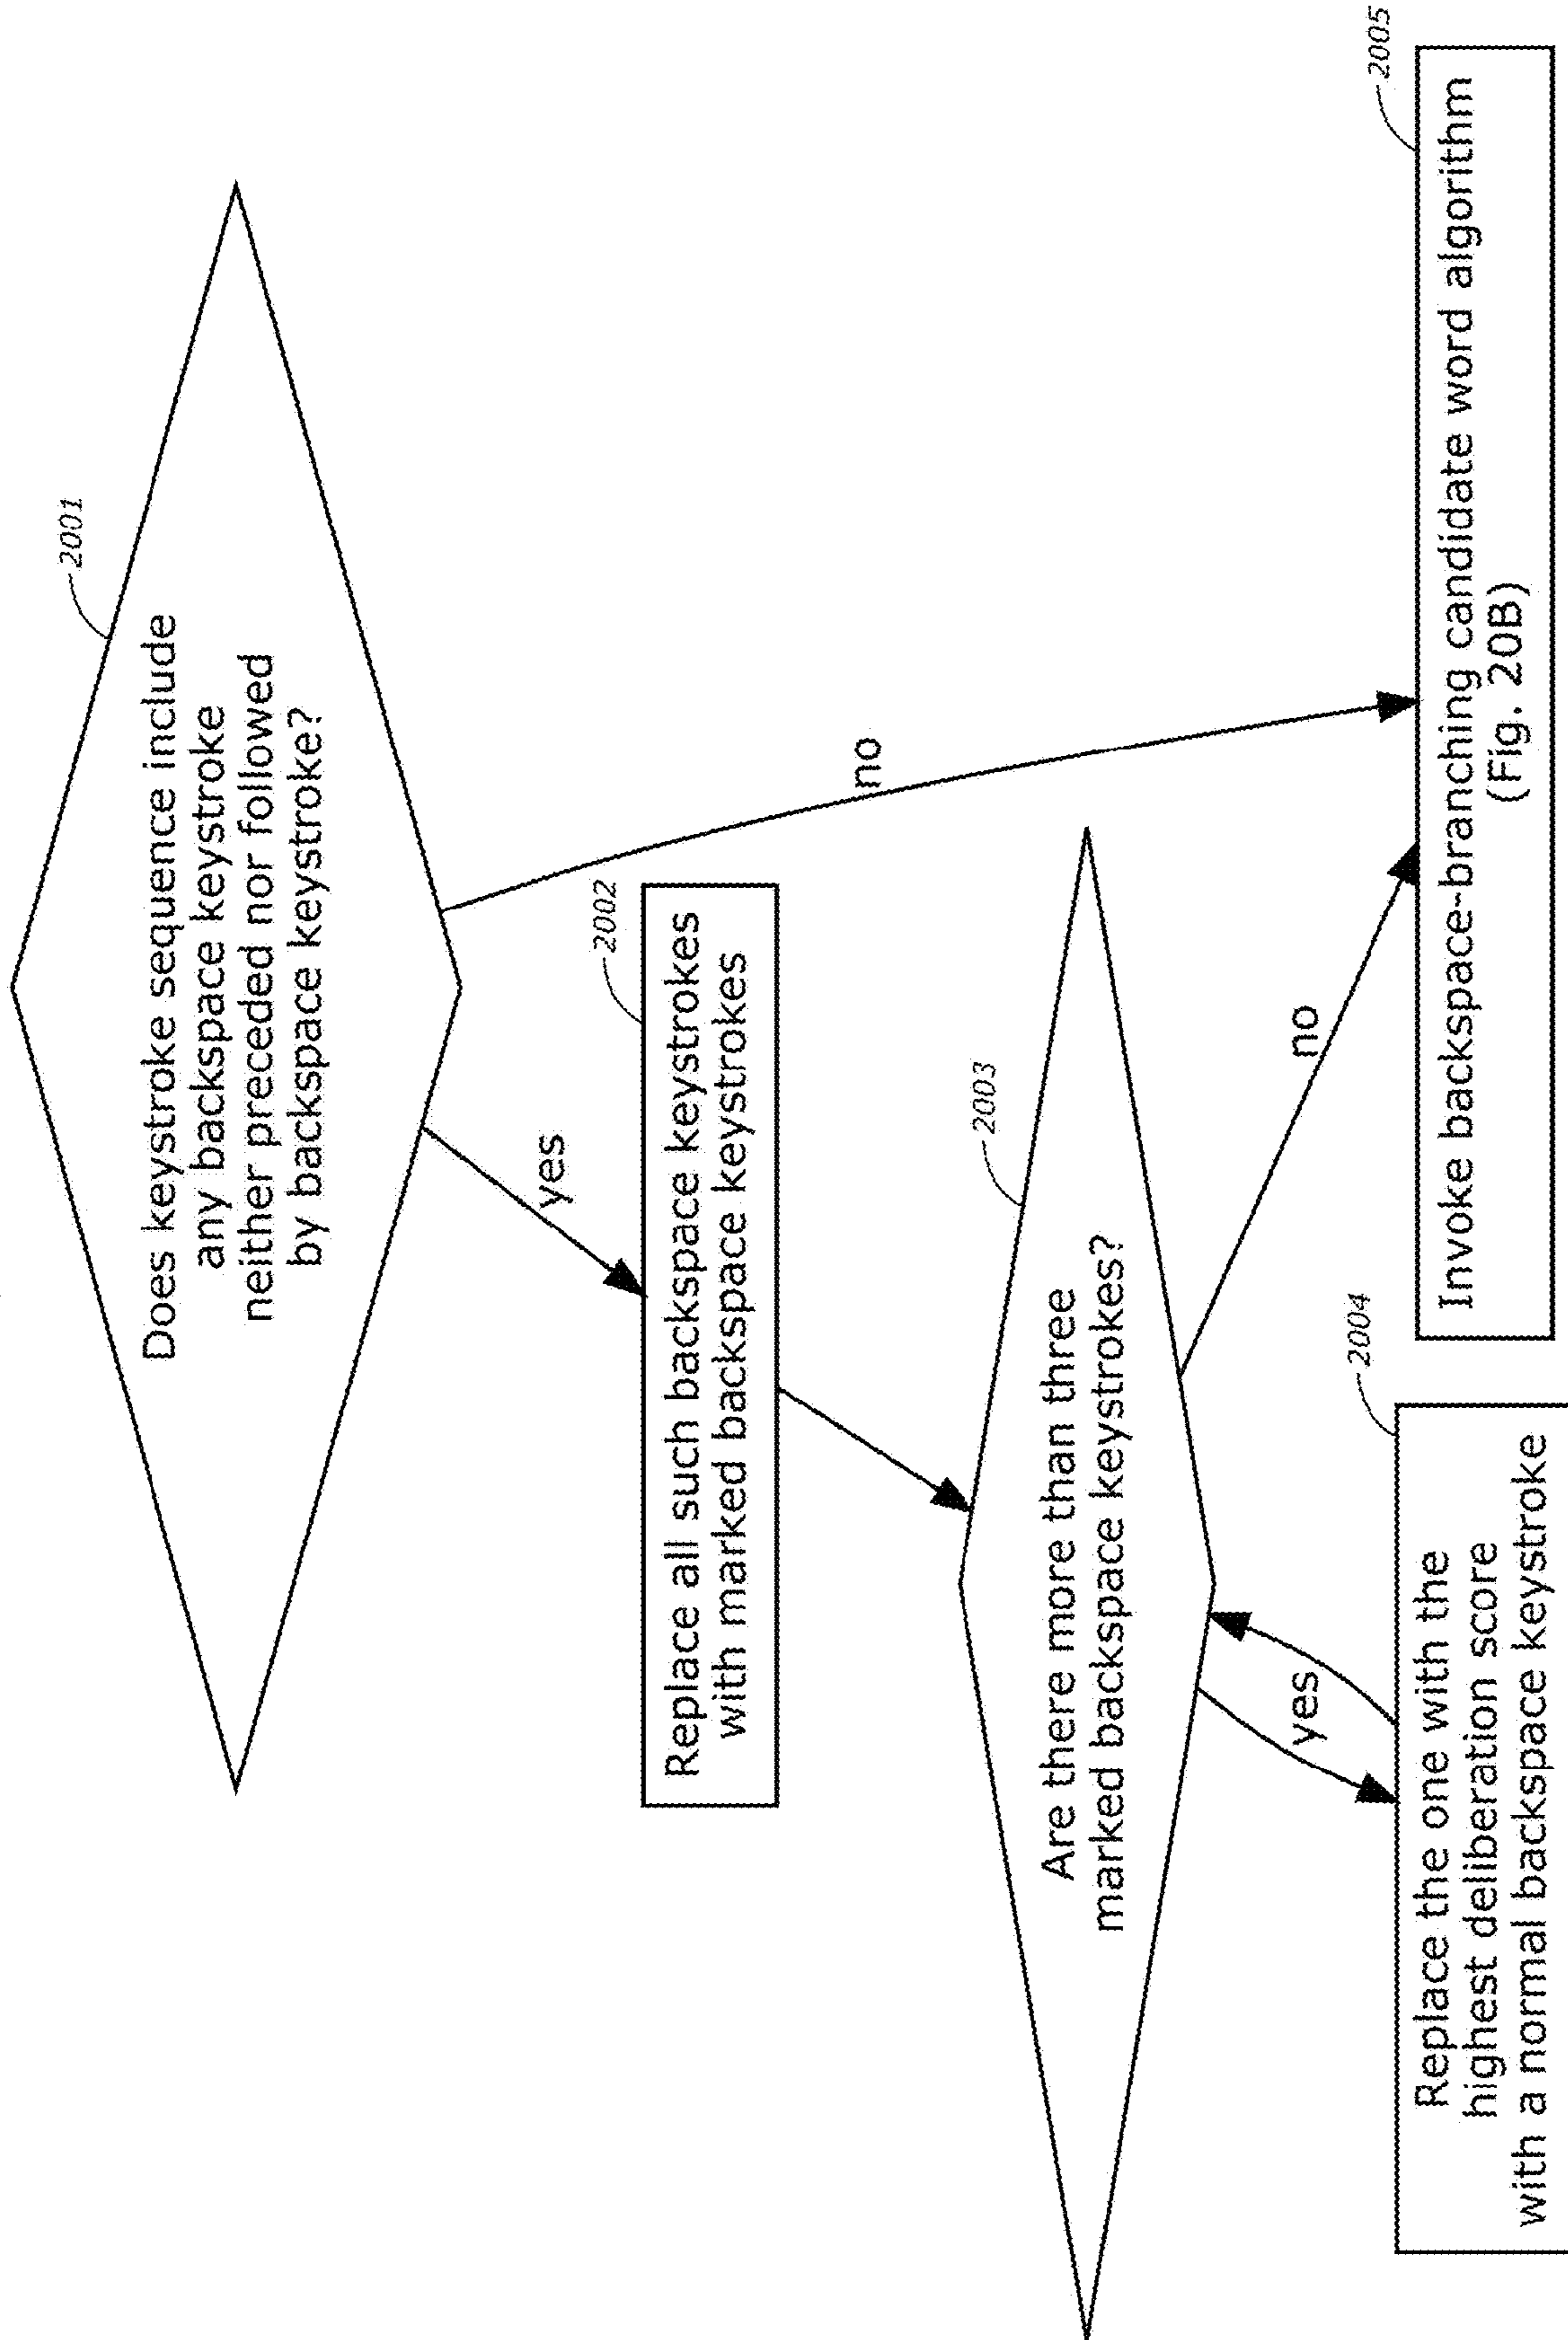 2001
Does keystroke sequence include
any backspace keystroke
neither preceded nor followed
by backspace keystroke?
yes
no
2002
Replace all such backspace keystrokes
with marked backspace keystrokes
2003
Are there more than three
marked backspace keystrokes?
yes
no
2004
Replace the one with the
highest deliberation score
with a normal backspace keystroke
2005
Invoke backspace-branching candidate word algorithm
(Fig. 20B)